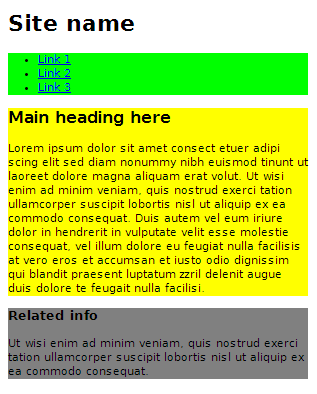 Site name
Link 1
Link 2
Link 3
Main heading here
Lorem ipsum dolor sit amet consect etuer adipi
scing elit sed diam nonummy nibh euismod tinunt ut
laoreet dolore magna aliquam erat volut. Ut wisi
enim ad minim veniam, quis nostrud exerci tation
ullamcorper suscipit lobortis nisl ut aliquip ex ea
commodo consequat. Duis autem vel eum iriure
dolor in hendrerit in vulputate velit esse molestie
consequat, vel illum dolore eu feugiat nulla facilisis
at vero eros et accumsan et iusto odio dignissim
qui blandit praesent luptatum zzril delenit augue
duis dolore te feugait nulla facilisi.
Related info
Ut wisi enim ad minim veniam, quis nostrud exerci
tation ullamcorper suscipit lobortis nisl ut aliquip ex
ea commodo consequat.